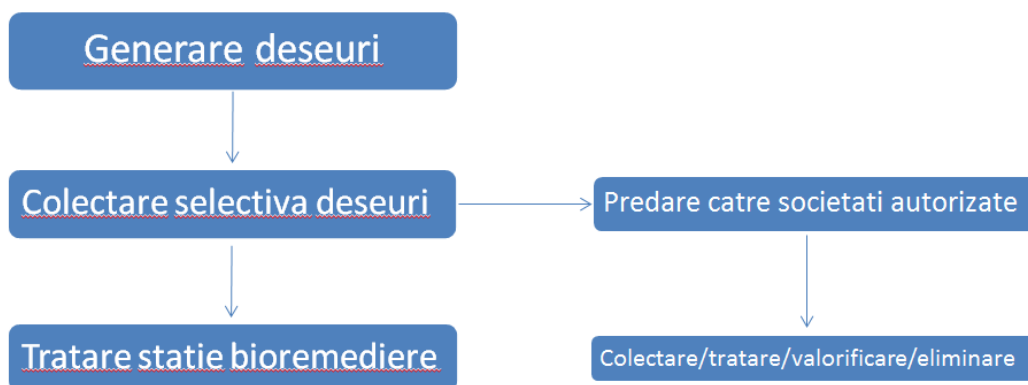 Generare deseuri
Colectare selectiva deseuri
Predare catre societati autorizate
Tratare statie bioremediere
Colectare/tratare/valorificare/eliminare